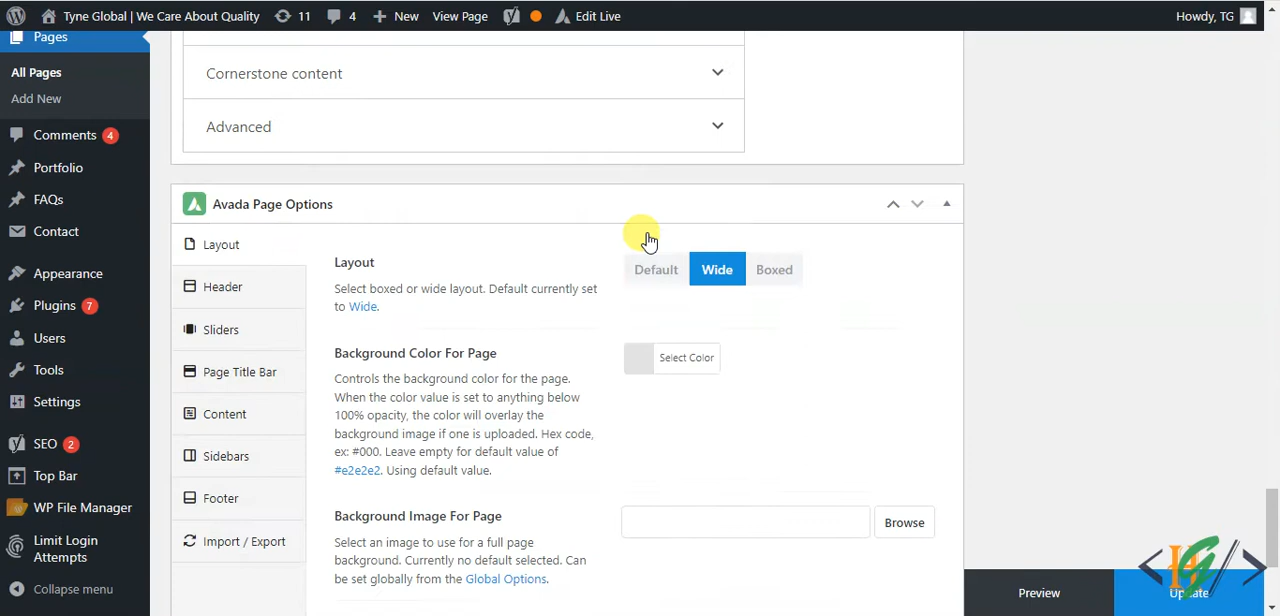 Tyne Global | We Care About Quality 11 4 New View Page Edit Live Howdy, TG
Pages
All Pages
Add New
Comments 4
Portfolio
FAQs
Contact
Appearance
Plugins 7
Users
Tools
Settings
SEO 2
Top Bar
WP File Manager
Limit Login
Attempts
Collapse menu
Cornerstone content
Advanced
Avada Page Options
Layout
Header
Sliders
Page Title Bar
Content
Sidebars
Footer
Import / Export
Layout
Select boxed or wide layout. Default currently set
to Wide.
Default Wide Boxed
Background Color For Page
Controls the background color for the page.
When the color value is set to anything below
100% opacity, the color will overlay the
background image if one is uploaded. Hex code,
ex: #000. Leave empty for default value of
#e2e2e2. Using default value.
Select Color
Background Image For Page
Select an image to use for a full page
background. Currently no default selected. Can
be set globally from the Global Options.
Browse
Preview
Update